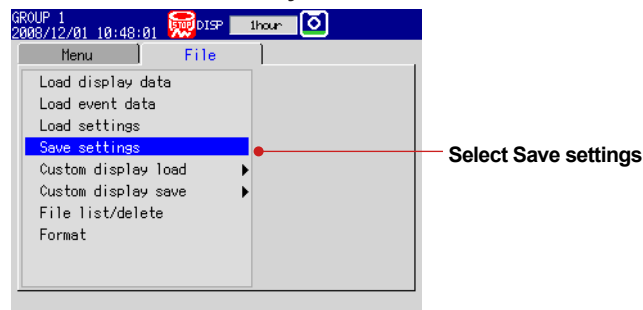 GROUP 1
2008/12/01 10:48:01 STOP DISP 1hour
Menu File
Load display data
Load event data
Load settings
Save settings
Select Save settings
Custom display load
Custom display save
File list/delete
Format